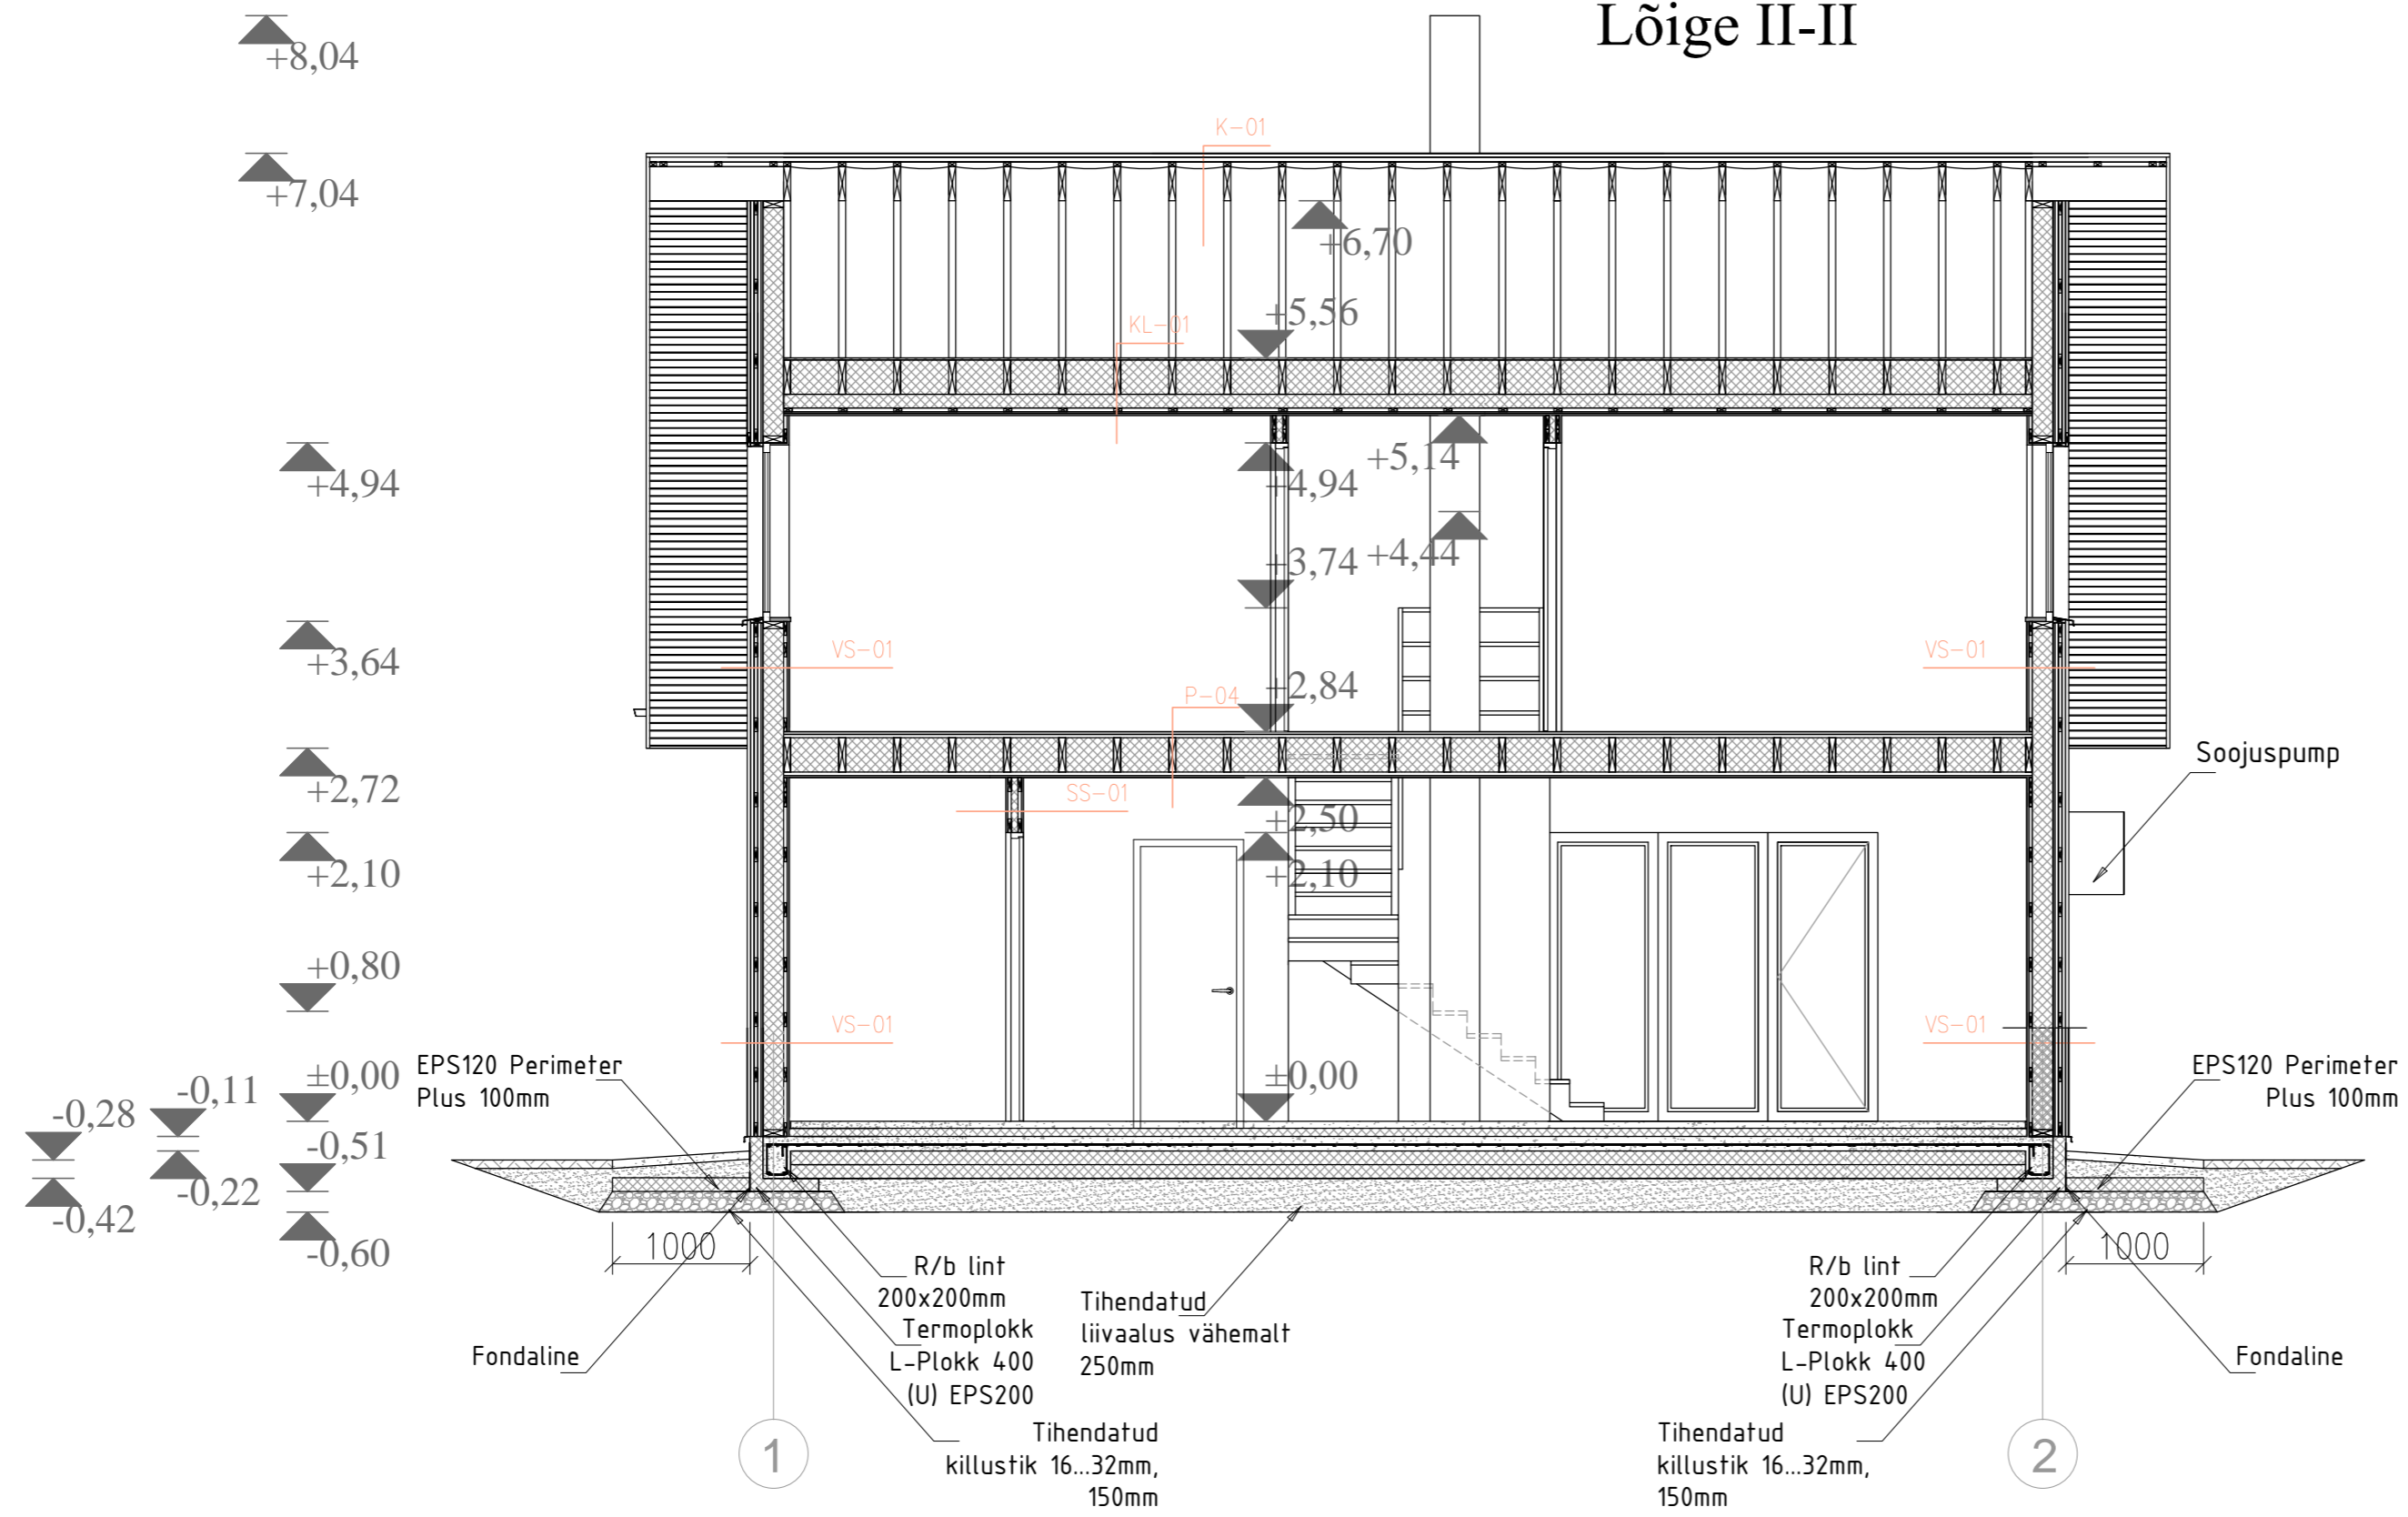 Lõige II-II
+8,04
K-01
+7,04
+6,70
+5,56
KL-01
+4,94
+4,94
+5,14
+3,74
+4,44
+3,64
VS-01
VS-01
+2,84
P-04
+2,72
Soojuspump
SS-01
+2,50
+2,10
+2,10
+0,80
VS-01
VS-01
EPS120 Perimeter
Plus 100mm
±0,00
±0,00
EPS120 Perimeter
Plus 100mm
-0,28
-0,11
-0,51
-0,22
-0,42
-0,60
1000
1000
R/b lint
200x200mm
Termoplokk
L-Plokk 400
(U) EPS200
Fondaline
Tihendatud
liivaalus vähemalt
250mm
Tihendatud
killustik 16...32mm,
150mm
R/b lint
200x200mm
Termoplokk
L-Plokk 400
(U) EPS200
Fondaline
Tihendatud
killustik 16...32mm,
150mm
1
2